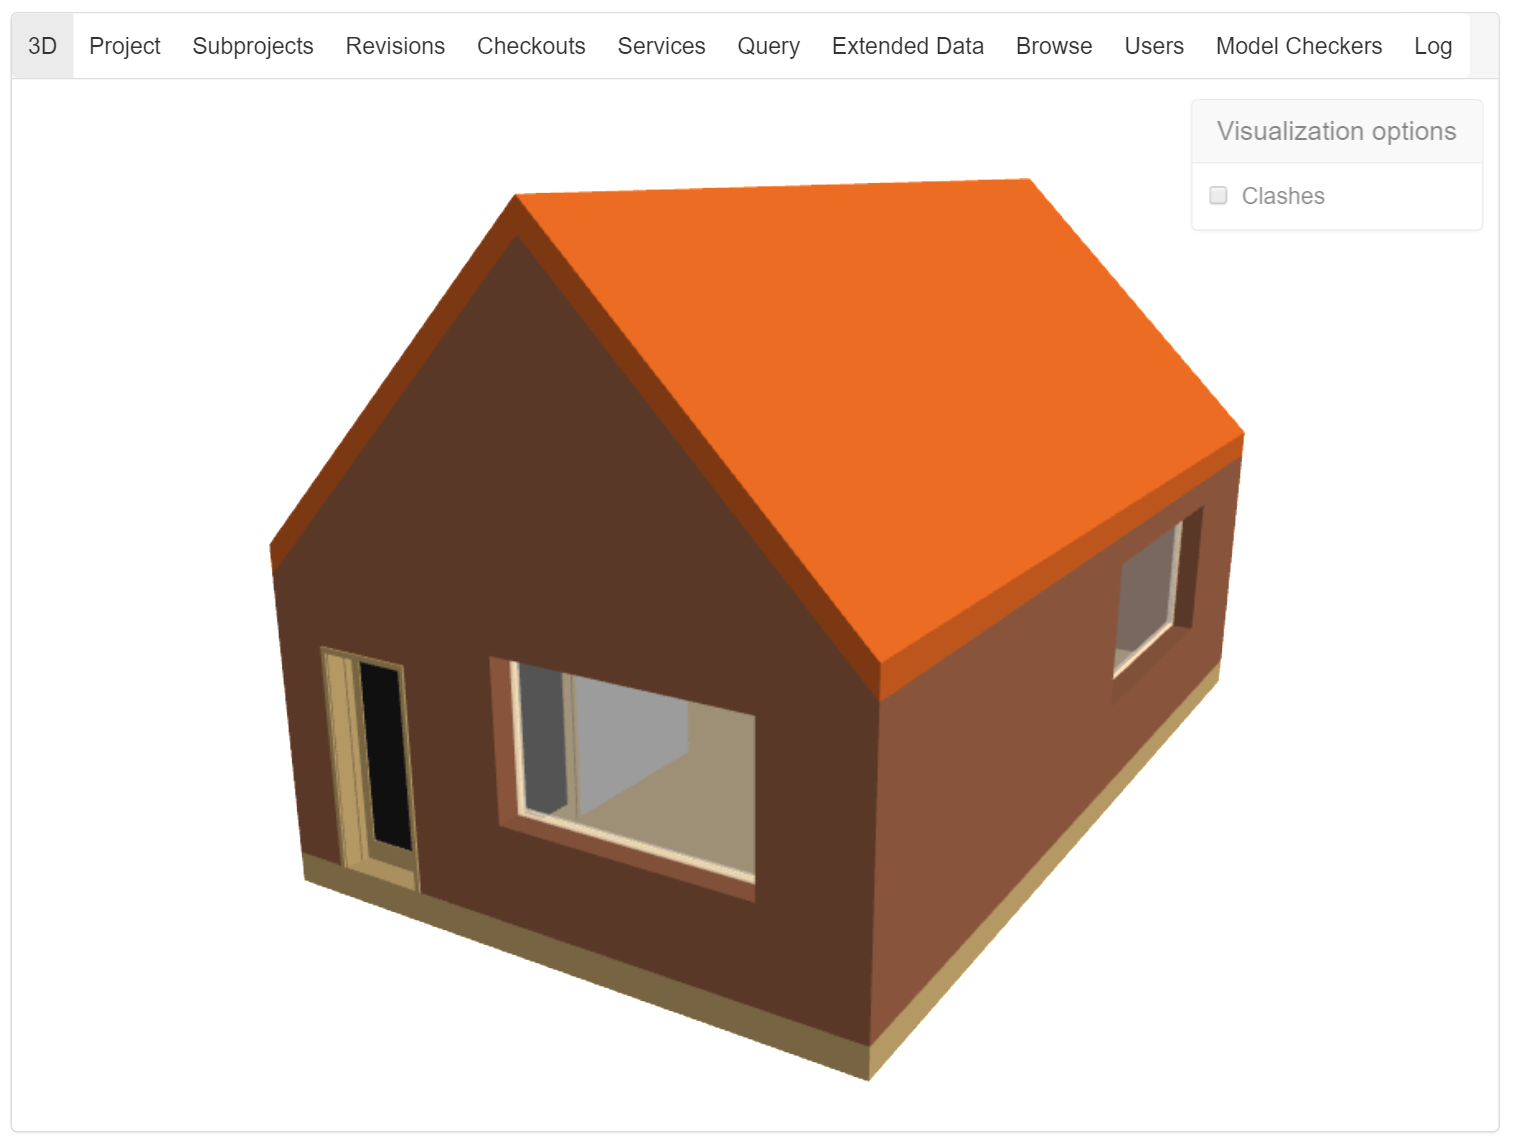 3D Project Subprojects Revisions Checkouts Services Query Extended Data Browse Users Model Checkers Log
Visualization options
Clashes